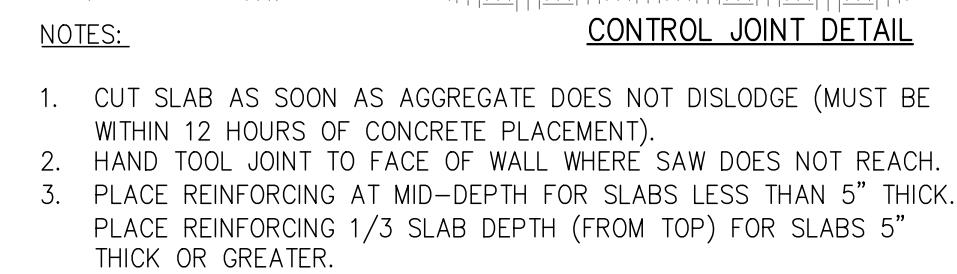 NOTES:
CONTROL JOINT DETAIL
1. CUT SLAB AS SOON AS AGGREGATE DOES NOT DISLODGE (MUST BE
WITHIN 12 HOURS OF CONCRETE PLACEMENT).
2. HAND TOOL JOINT TO FACE OF WALL WHERE SAW DOES NOT REACH.
3. PLACE REINFORCING AT MID-DEPTH FOR SLABS LESS THAN 5" THICK.
PLACE REINFORCING 1/3 SLAB DEPTH (FROM TOP) FOR SLABS 5"
THICK OR GREATER.